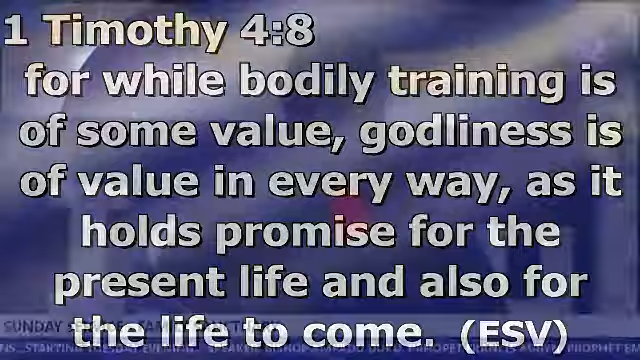 1 Timothy 4:8
for while bodily training is
of some value, godliness is
of value in every way, as it
holds promise for the
present life and also for
the life to come. (ESV)
SUNDAY